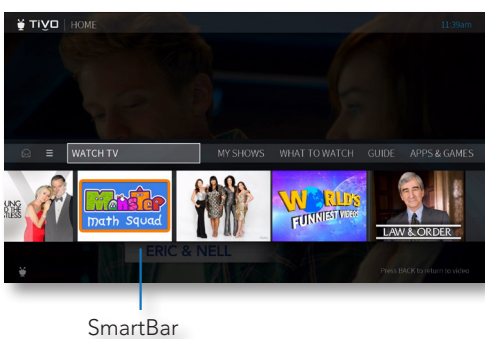 TiVo HOME
11:39am
WATCH TV
MY SHOWS
WHAT TO WATCH
GUIDE
APPS & GAMES
Monster
math squad
WORLD'S
FUNNIEST VIDEOS
LAW & ORDER
ERIC & NELL
Press BACK to return to video
SmartBar